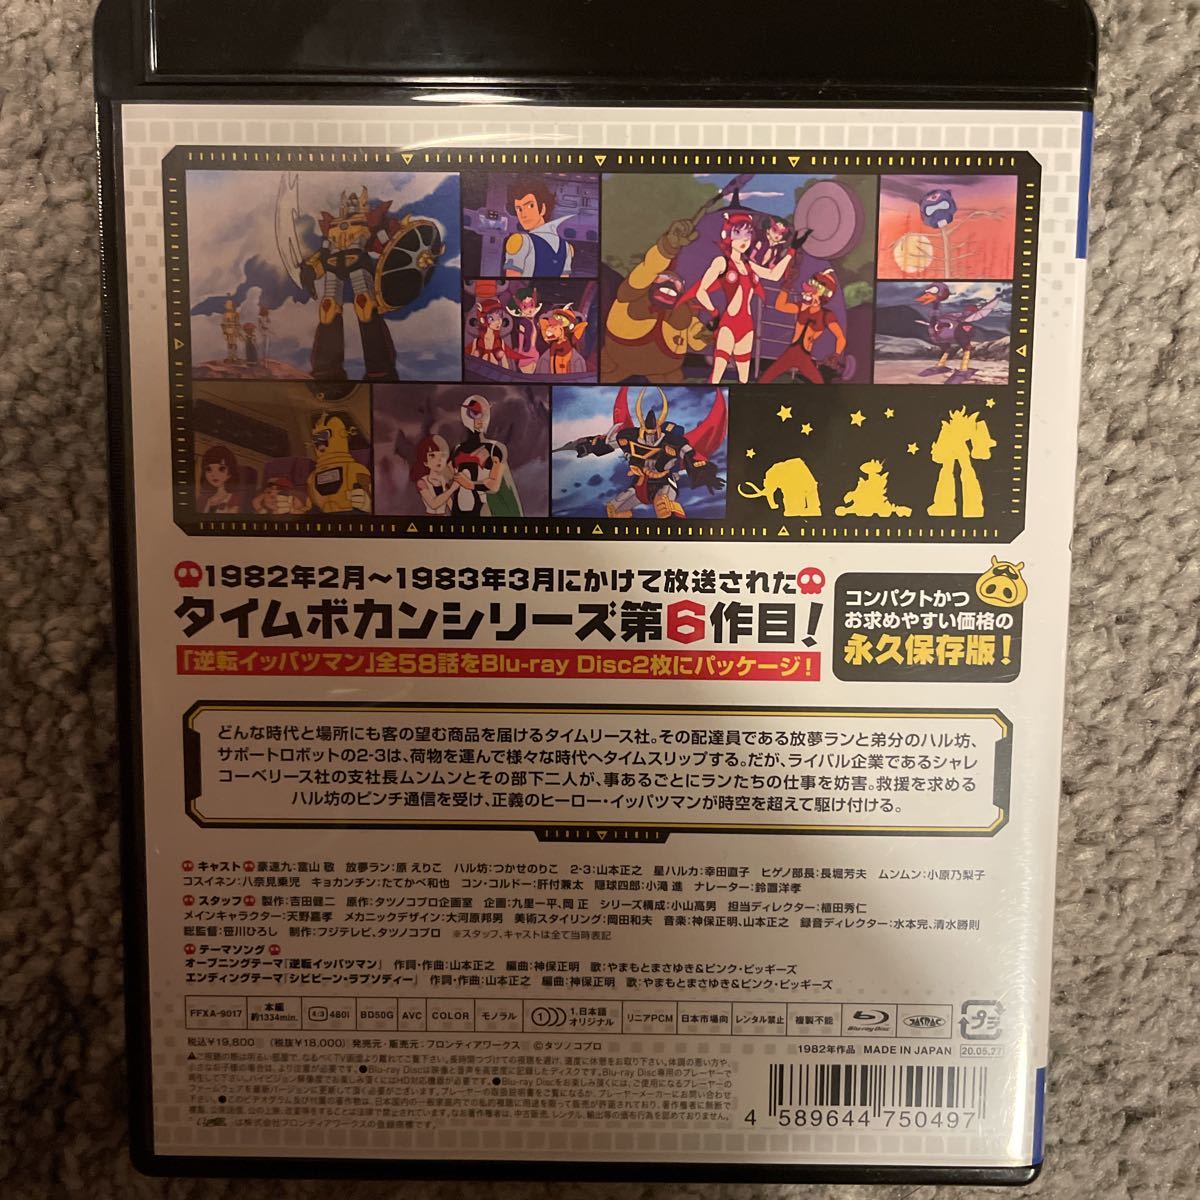 1982年2月〜1983年3月にかけて放送された
タイムボカンシリーズ第6作目!
「逆転イッパツマン」全58話をBlu-ray Disc2枚にパッケージ!
コンパクトかつ
お求めやすい価格の
永久保存版!
どんな時代と場所にも客の望む商品を届けるタイムリース社。その配達員である放夢ランと弟分のハル坊、
サポートロボットの2-3は、荷物を運んで様々な時代へタイムスリップする。だが、ライバル企業であるシャレ
コーベリース社の支社長ムンムンとその部下二人が、事あるごとにランたちの仕事を妨害。救援を求める
ハル坊のピンチ通信を受け、正義のヒーロー・イッパツマンが時空を超えて駆け付ける。
キャスト 豪速九:富山 敬 放夢ラン:原 えりこ ハル坊:つかせのりこ 2-3:山本正之 星ハルカ:幸田直子 ヒゲノ部長:長堀芳夫 ムンムン:小原乃梨子
コスイネン:八奈見乗児 キョカンチン:たてかべ和也 コン・コルドー:肝付兼太 隠球四郎:小滝 進 ナレーター:鈴置洋孝
スタッフ 製作:吉田健二 原作:タツノコプロ企画室 企画:九里一平、岡 正 シリーズ構成:小山高男 担当ディレクター:植田秀仁
メインキャラクター:天野嘉孝 メカニックデザイン:大河原邦男 美術スタイリング:岡田和夫 音楽:神保正明、山本正之 録音ディレクター:水本完、清水勝則
総監督:笹川ひろし 制作:フジテレビ、タツノコプロ ※スタッフ、キャストは全て当時表記
テーマソング
オープニングテーマ「逆転イッパツマン」 作詞・作曲:山本正之 編曲:神保正明 歌:やまもとまさゆき&ピンク・ピッギーズ
エンディングテーマ「シビビーン・ラプソディー」 作詞・作曲:山本正之 編曲:神保正明 歌:やまもとまさゆき&ピンク・ピッギーズ
FFXA-9017 本編 約1334min. 4:3 480i BD50G AVC COLOR モノラル 1 1.日本語 オリジナル リニアPCM 日本市場向 レンタル禁止 複製不能 Blu-ray Disc JASRAC プラ
税込¥19,800 (税抜¥18,000) 発売元・販売元:フロンティアワークス ©タツノコプロ
1982年作品 MADE IN JAPAN 20.05.27
4 589644 750497
は株式会社フロンティアワークスの登録商標です。